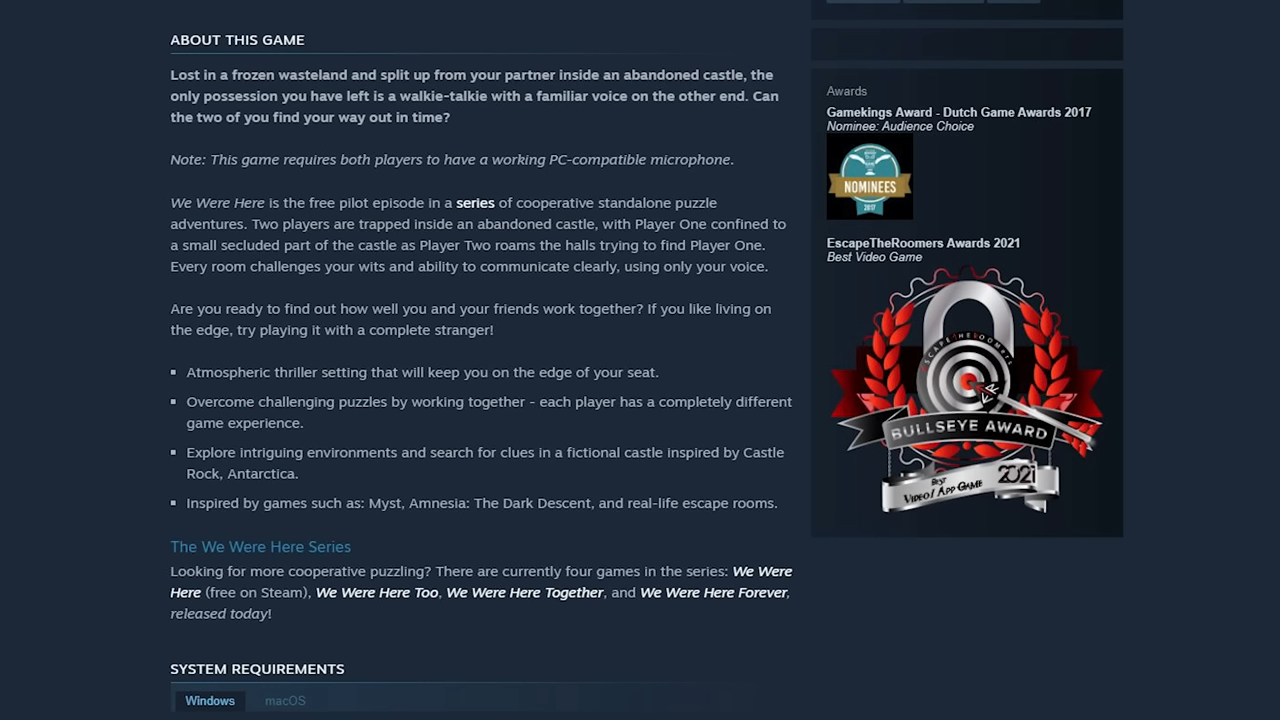 ABOUT THIS GAME
Lost in a frozen wasteland and split up from your partner inside an abandoned castle, the
only possession you have left is a walkie-talkie with a familiar voice on the other end. Can
the two of you find your way out in time?
Note: This game requires both players to have a working PC-compatible microphone.
We Were Here is the free pilot episode in a series of cooperative standalone puzzle
adventures. Two players are trapped inside an abandoned castle, with Player One confined to
a small secluded part of the castle as Player Two roams the halls trying to find Player One.
Every room challenges your wits and ability to communicate clearly, using only your voice.
Are you ready to find out how well you and your friends work together? If you like living on
the edge, try playing it with a complete stranger!
▪ Atmospheric thriller setting that will keep you on the edge of your seat.
▪ Overcome challenging puzzles by working together - each player has a completely different
game experience.
▪ Explore intriguing environments and search for clues in a fictional castle inspired by Castle
Rock, Antarctica.
▪ Inspired by games such as: Myst, Amnesia: The Dark Descent, and real-life escape rooms.
The We Were Here Series
Looking for more cooperative puzzling? There are currently four games in the series: We Were
Here (free on Steam), We Were Here Too, We Were Here Together, and We Were Here Forever,
released today!
SYSTEM REQUIREMENTS
Windows
macOS
Awards
Gamekings Award - Dutch Game Awards 2017
Nominee: Audience Choice
NOMINEES
2017
EscapeTheRoomers Awards 2021
Best Video Game
ESCAPETHEROOMERS
BULLSEYE AWARD
BEST
VIDEO / APP GAME
2021